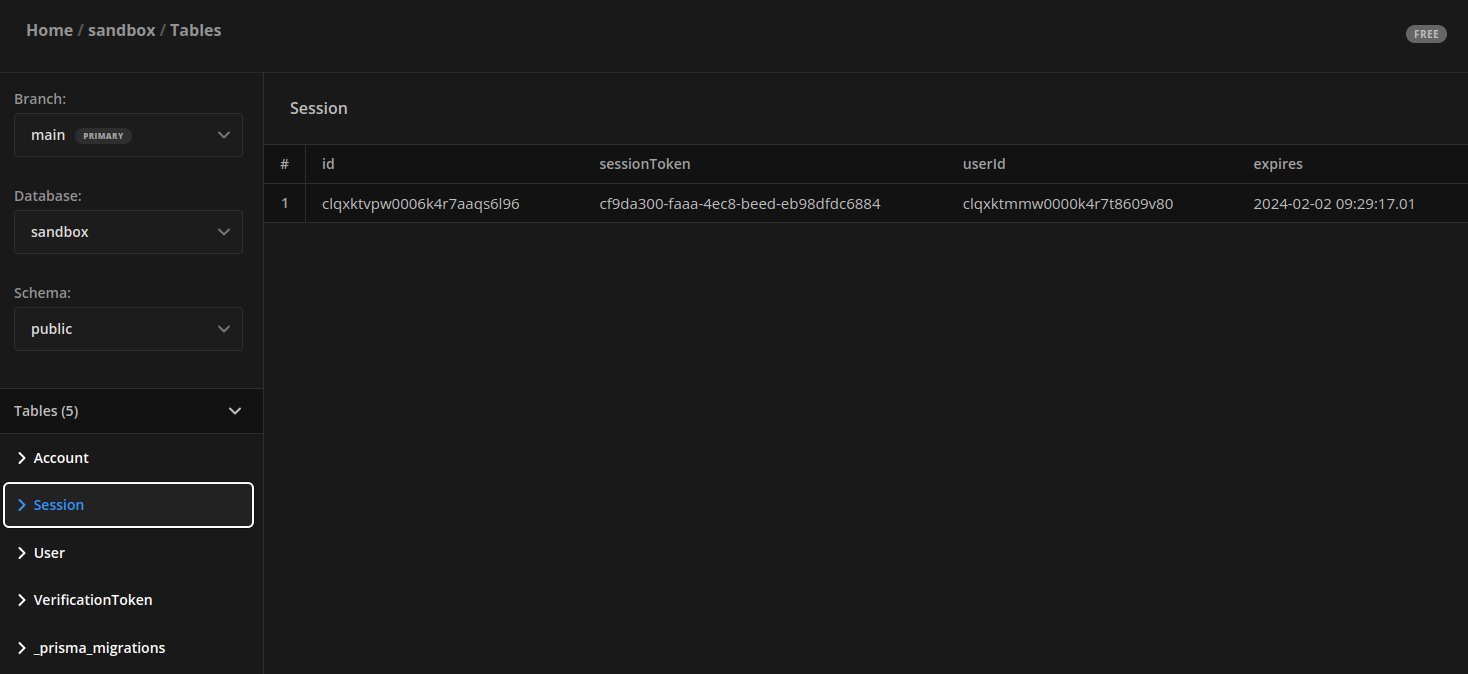 Home / sandbox / Tables
FREE
Branch:
main PRIMARY
Database:
sandbox
Schema:
public
Tables (5)
Account
Session
User
VerificationToken
_prisma_migrations
Session
# id sessionToken userId expires
1 clqxktvpw0006k4r7aaqs6l96 cf9da300-faaa-4ec8-beed-eb98dfdc6884 clqxktmmw0000k4r7t8609v80 2024-02-02 09:29:17.01